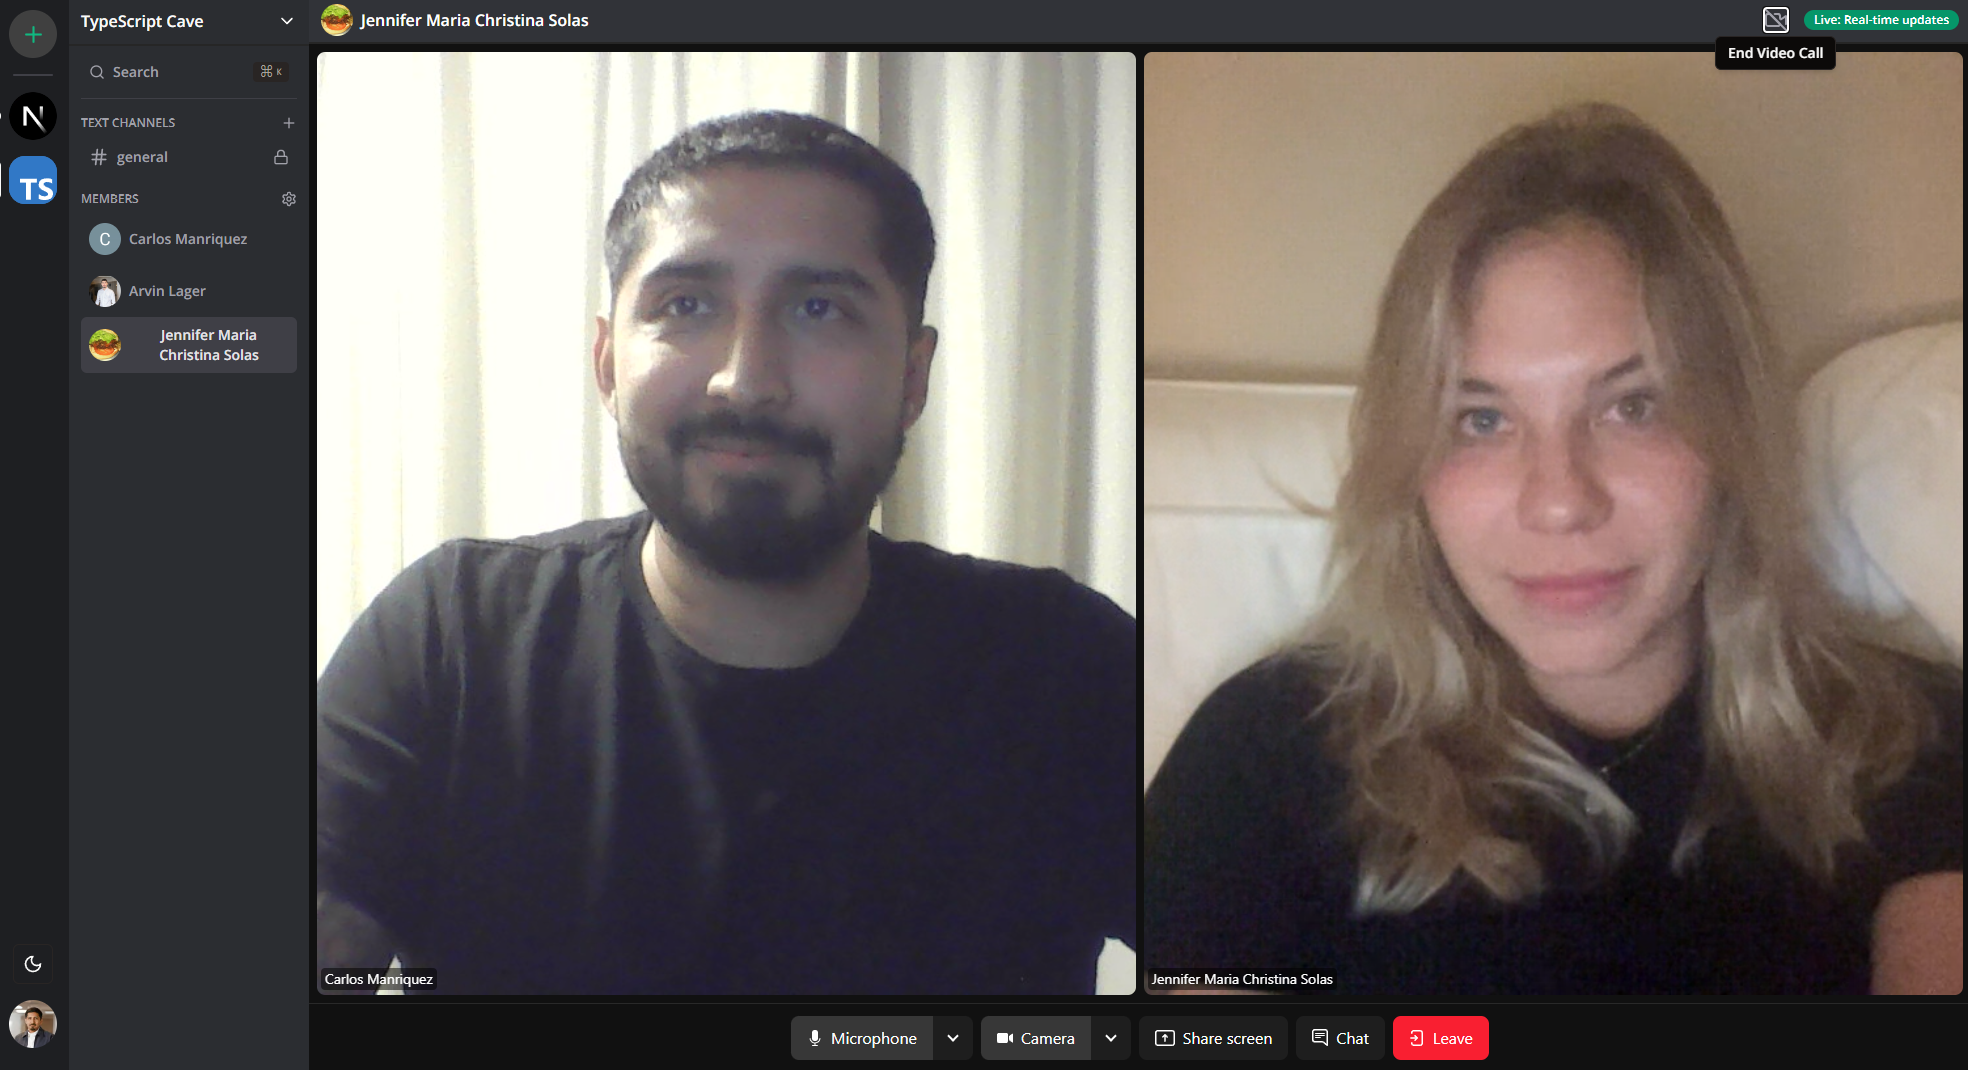 TypeScript Cave
Search
⌘ K
TEXT CHANNELS
general
MEMBERS
C
Carlos Manriquez
Arvin Lager
Jennifer Maria
Christina Solas
N
TS
Jennifer Maria Christina Solas
Live: Real-time updates
End Video Call
Carlos Manriquez
Jennifer Maria Christina Solas
Microphone
Camera
Share screen
Chat
Leave